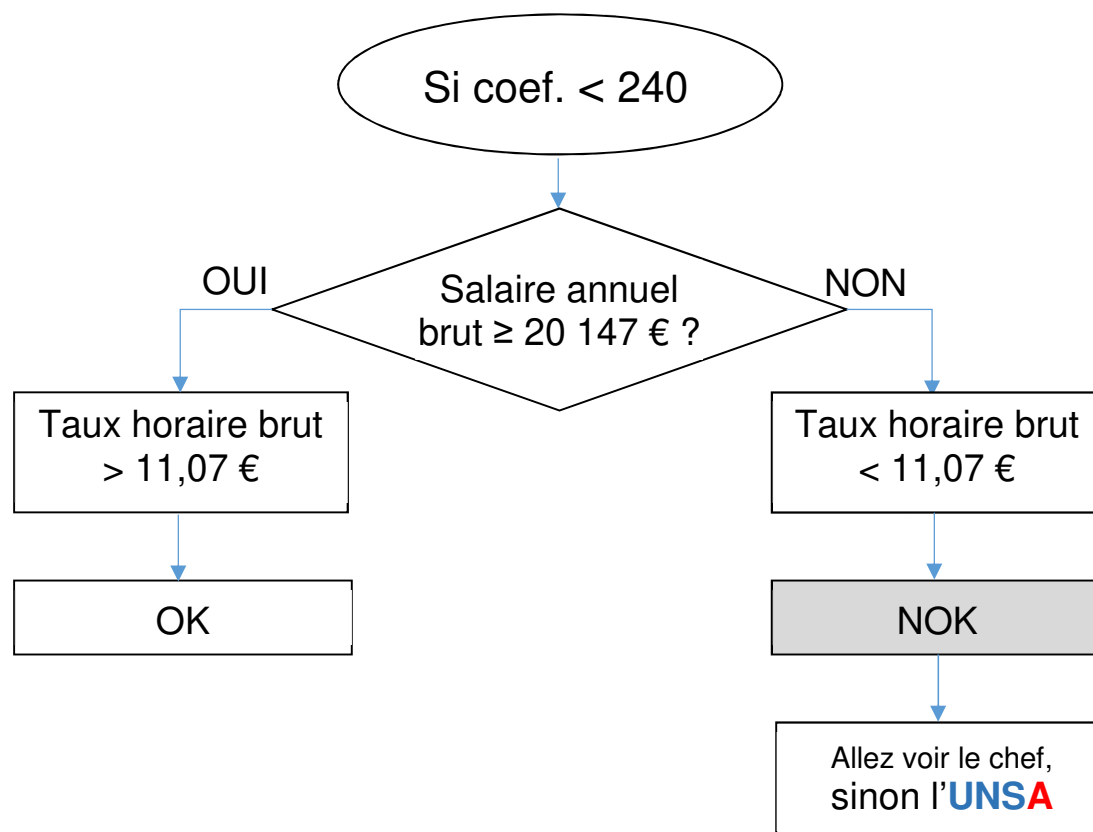 Si coef. < 240
OUI
Salaire annuel
brut ≥ 20 147 € ?
NON
Taux horaire brut
> 11,07 €
Taux horaire brut
< 11,07 €
OK
NOK
Allez voir le chef,
sinon l'UNSA